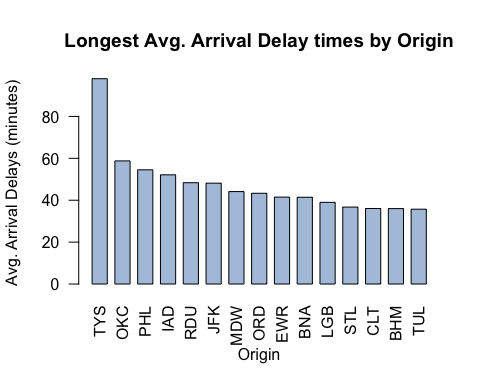 Longest Avg. Arrival Delay times by Origin
Avg. Arrival Delays (minutes)
80
60
40
20
0
TYS OKC PHL IAD RDU JFK MDW ORD EWR BNA LGB STL CLT BHM TUL
Origin